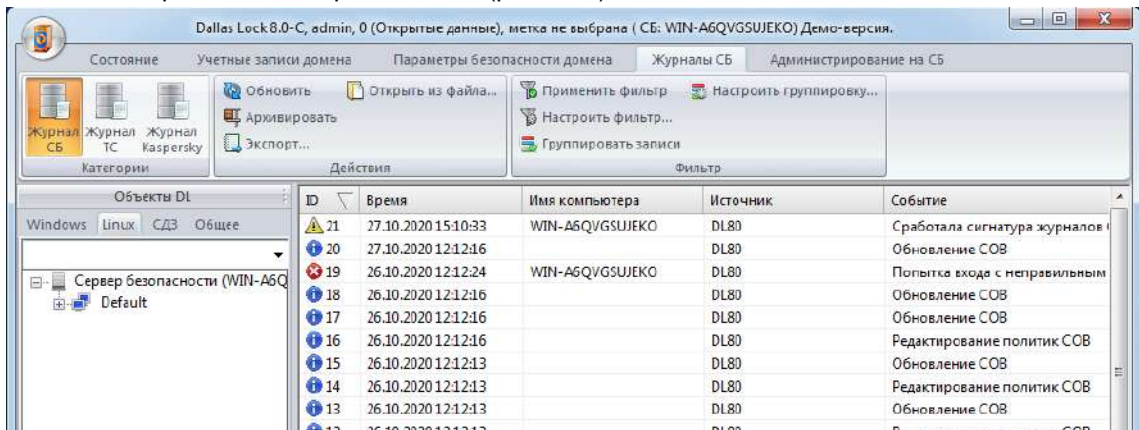 Dallas Lock 8.0-C, admin, 0 (Открытые данные), метка не выбрана ( СБ: WIN-A6QVGSUJEKO) Демо-версия.
Состояние Учетные записи домена Параметры безопасности домена Журналы СБ Администрирование на СБ
Журнал СБ
Журнал ТС
Журнал Kaspersky
Категории
Обновить
Архивировать
Экспорт...
Открыть из файла...
Действия
Применить фильтр
Настроить фильтр...
Группировать записи
Настроить группировку...
Фильтр
Объекты DL
Windows Linux СДЗ Общее
Сервер безопасности (WIN-A6Q
Default
ID Время Имя компьютера Источник Событие
21 27.10.2020 15:10:33 WIN-A6QVGSUJEKO DL80 Сработала сигнатура журналов
20 27.10.2020 12:12:16 DL80 Обновление СОВ
19 26.10.2020 12:12:24 WIN-A6QVGSUJEKO DL80 Попытка входа с неправильным
18 26.10.2020 12:12:16 DL80 Обновление СОВ
17 26.10.2020 12:12:16 DL80 Обновление СОВ
16 26.10.2020 12:12:16 DL80 Редактирование политик СОВ
15 26.10.2020 12:12:13 DL80 Обновление СОВ
14 26.10.2020 12:12:13 DL80 Редактирование политик СОВ
13 26.10.2020 12:12:13 DL80 Обновление СОВ